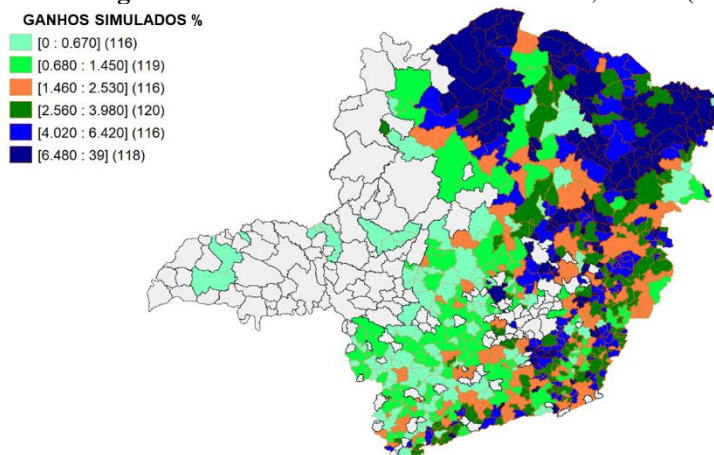 GANHOS SIMULADOS %
[0 : 0.670] (116)
[0.680 : 1.450] (119)
[1.460 : 2.530] (116)
[2.560 : 3.980] (120)
[4.020 : 6.420] (116)
[6.480 : 39] (118)